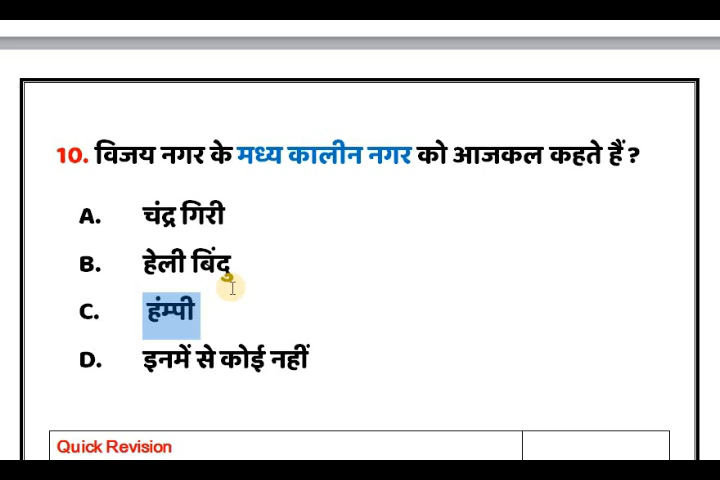 10. विजय नगर के मध्य कालीन नगर को आजकल कहते हैं ?
A. चंद्र गिरी
B. हेली बिंदु
C. हंम्पी
D. इनमें से कोई नहीं
Quick Revision